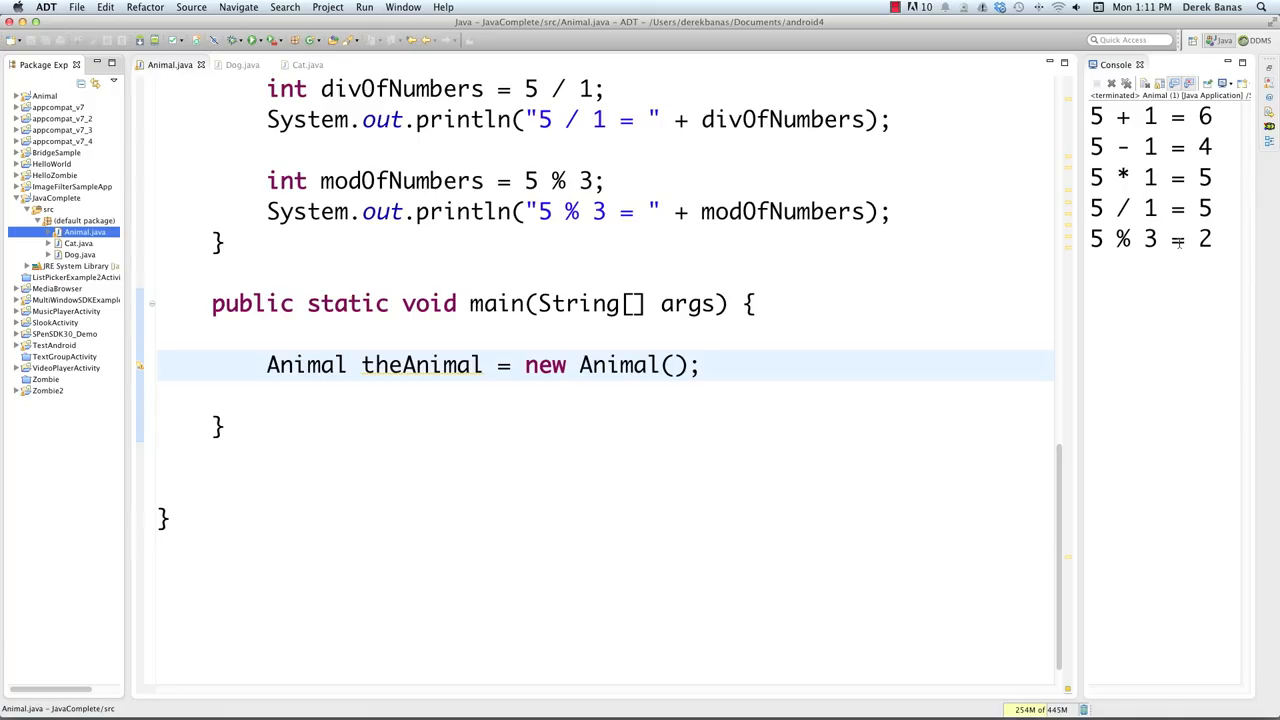 ADT File Edit Refactor Source Navigate Search Project Run Window Help 10 Mon 1:11 PM Derek Banas
Java - JavaComplete/src/Animal.java - ADT - /Users/derekbanas/Documents/android4
Quick Access Java DDMS
Package Exp
Animal
appcompat_v7
appcompat_v7_2
appcompat_v7_3
appcompat_v7_4
BridgeSample
HelloWorld
HelloZombie
ImageFilterSampleApp
JavaComplete
src
(default package)
Animal.java
Cat.java
Dog.java
JRE System Library [Ja
ListPickerExample2Activi
MediaBrowser
MultiWindowSDKExample
MusicPlayerActivity
SlookActivity
SPenSDK30_Demo
TestAndroid
TextGroupActivity
VideoPlayerActivity
Zombie
Zombie2
Animal.java Dog.java Cat.java
int divOfNumbers = 5 / 1;
System.out.println("5 / 1 = " + divOfNumbers);
int modOfNumbers = 5 % 3;
System.out.println("5 % 3 = " + modOfNumbers);
}
public static void main(String[] args) {
Animal theAnimal = new Animal();
}
}
Console
<terminated> Animal (1) [Java Application] /S
5 + 1 = 6
5 - 1 = 4
5 * 1 = 5
5 / 1 = 5
5 % 3 = 2
Animal.java - JavaComplete/src
254M of 445M